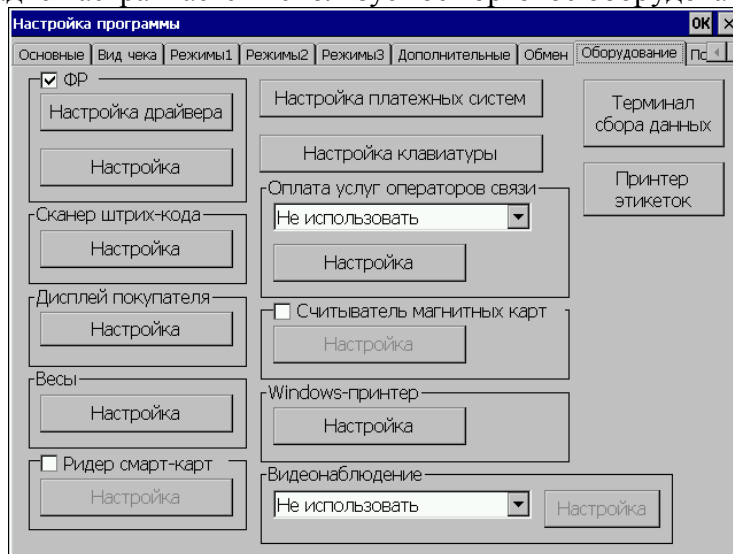 Настройка программы
OK
Основные
Вид чека
Режимы1
Режимы2
Режимы3
Дополнительные
Обмен
Оборудование
ФР
Настройка драйвера
Настройка
Сканер штрих-кода
Настройка
Дисплей покупателя
Настройка
Весы
Настройка
Ридер смарт-карт
Настройка
Настройка платежных систем
Настройка клавиатуры
Оплата услуг операторов связи
Не использовать
Настройка
Считыватель магнитных карт
Настройка
Windows-принтер
Настройка
Видеонаблюдение
Не использовать
Настройка
Терминал
сбора данных
Принтер
этикеток